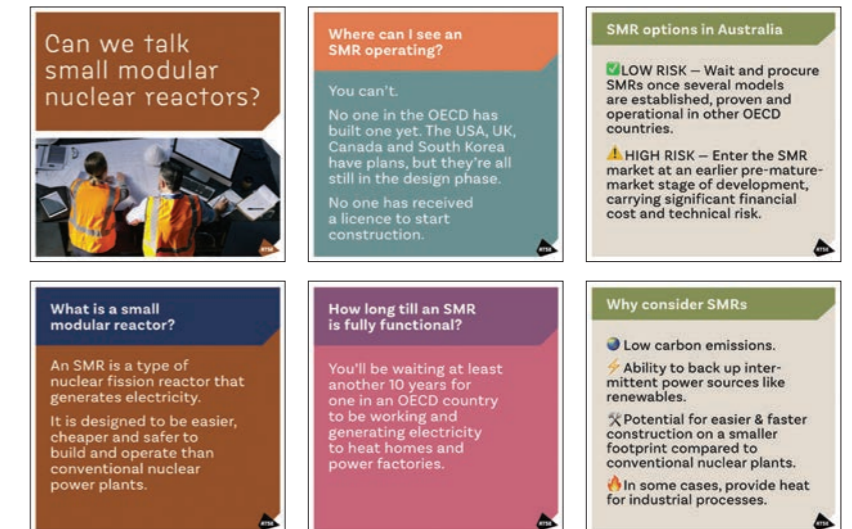 Can we talk
small modular
nuclear reactors?
Where can I see an
SMR operating?
You can't.
No one in the OECD has
built one yet. The USA, UK,
Canada and South Korea
have plans, but they're all
still in the design phase.
No one has received
a licence to start
construction.
SMR options in Australia
✅LOW RISK – Wait and procure
SMRs once several models
are established, proven and
operational in other OECD
countries.
⚠️HIGH RISK – Enter the SMR
market at an earlier pre-mature-
market stage of development,
carrying significant financial
cost and technical risk.
What is a small
modular reactor?
An SMR is a type of
nuclear fission reactor that
generates electricity.
It is designed to be easier,
cheaper and safer to
build and operate than
conventional nuclear
power plants.
How long till an SMR
is fully functional?
You'll be waiting at least
another 10 years for
one in an OECD country
to be working and
generating electricity
to heat homes and
power factories.
Why consider SMRs
🌏 Low carbon emissions.
⚡ Ability to back up inter-
mittent power sources like
renewables.
🛠️Potential for easier & faster
construction on a smaller
footprint compared to
conventional nuclear plants.
🔥In some cases, provide heat
for industrial processes.